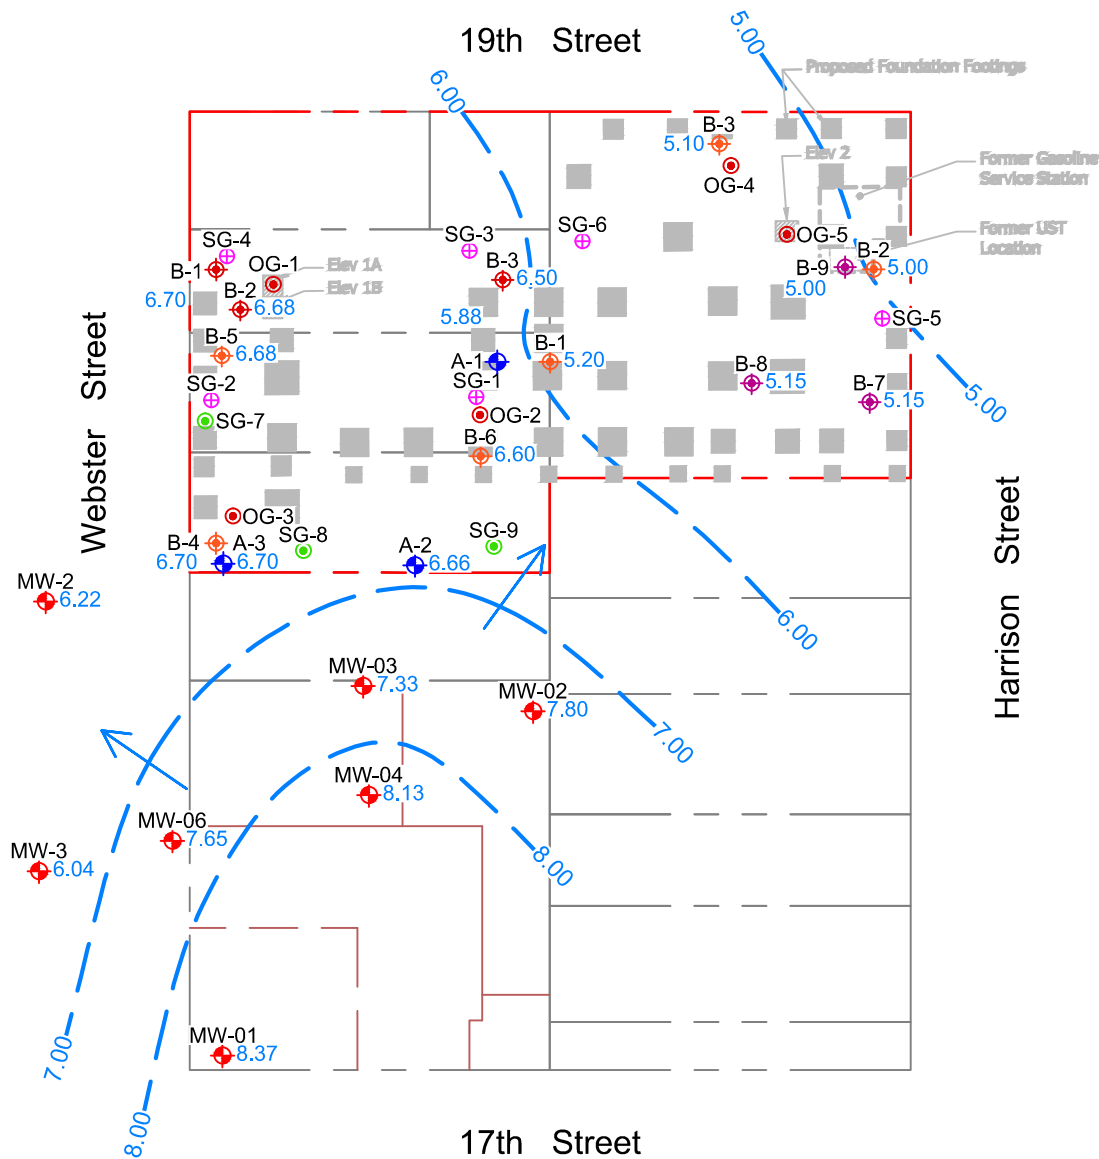 19th Street
5.00
6.00
Proposed Foundation Footings
B-3
5.10
OG-4
Elev 2
Former Gasoline
Service Station
SG-4
SG-3
SG-6
OG-5
Former UST
Location
B-1
OG-1
Elev 1A
B-3
6.50
B-9
B-2
5.00
6.70
B-2
6.68
Elev 1B
5.88
5.00
SG-5
B-5
6.68
A-1
B-1
5.20
B-8
5.15
SG-2
SG-1
B-7
5.15
5.00
SG-7
OG-2
B-6
6.60
Webster Street
Harrison Street
OG-3
SG-8
SG-9
B-4
A-3
6.70
6.70
A-2
6.66
MW-2
6.22
6.00
MW-03
7.33
MW-02
7.80
7.00
MW-04
8.13
MW-06
7.65
MW-3
6.04
8.00
MW-01
8.37
7.00
8.00
17th Street